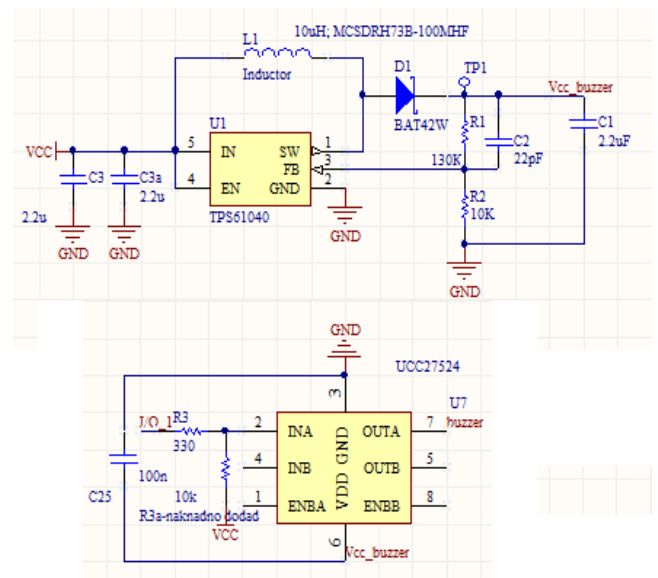 10uH; MCSDRH73B-100MHF
L1
Inductor
D1
BAT42W
TP1
Vcc_buzzer
R1
130K
C2
22pF
C1
2.2uF
U1
VCC
5 IN SW 1
FB 3
4 EN GND 2
TPS61040
C3
2.2u
C3a
2.2u
R2
10K
GND
GND
GND
GND
GND
UCC27524
U7
3
I/O_1
R3
330
2 INA GND OUTA 7 buzzer
4 INB OUTB 5
1 ENBA VDD ENBB 8
100n
C25
10k
R3a-naknadno dodad
VCC
6
Vcc_buzzer